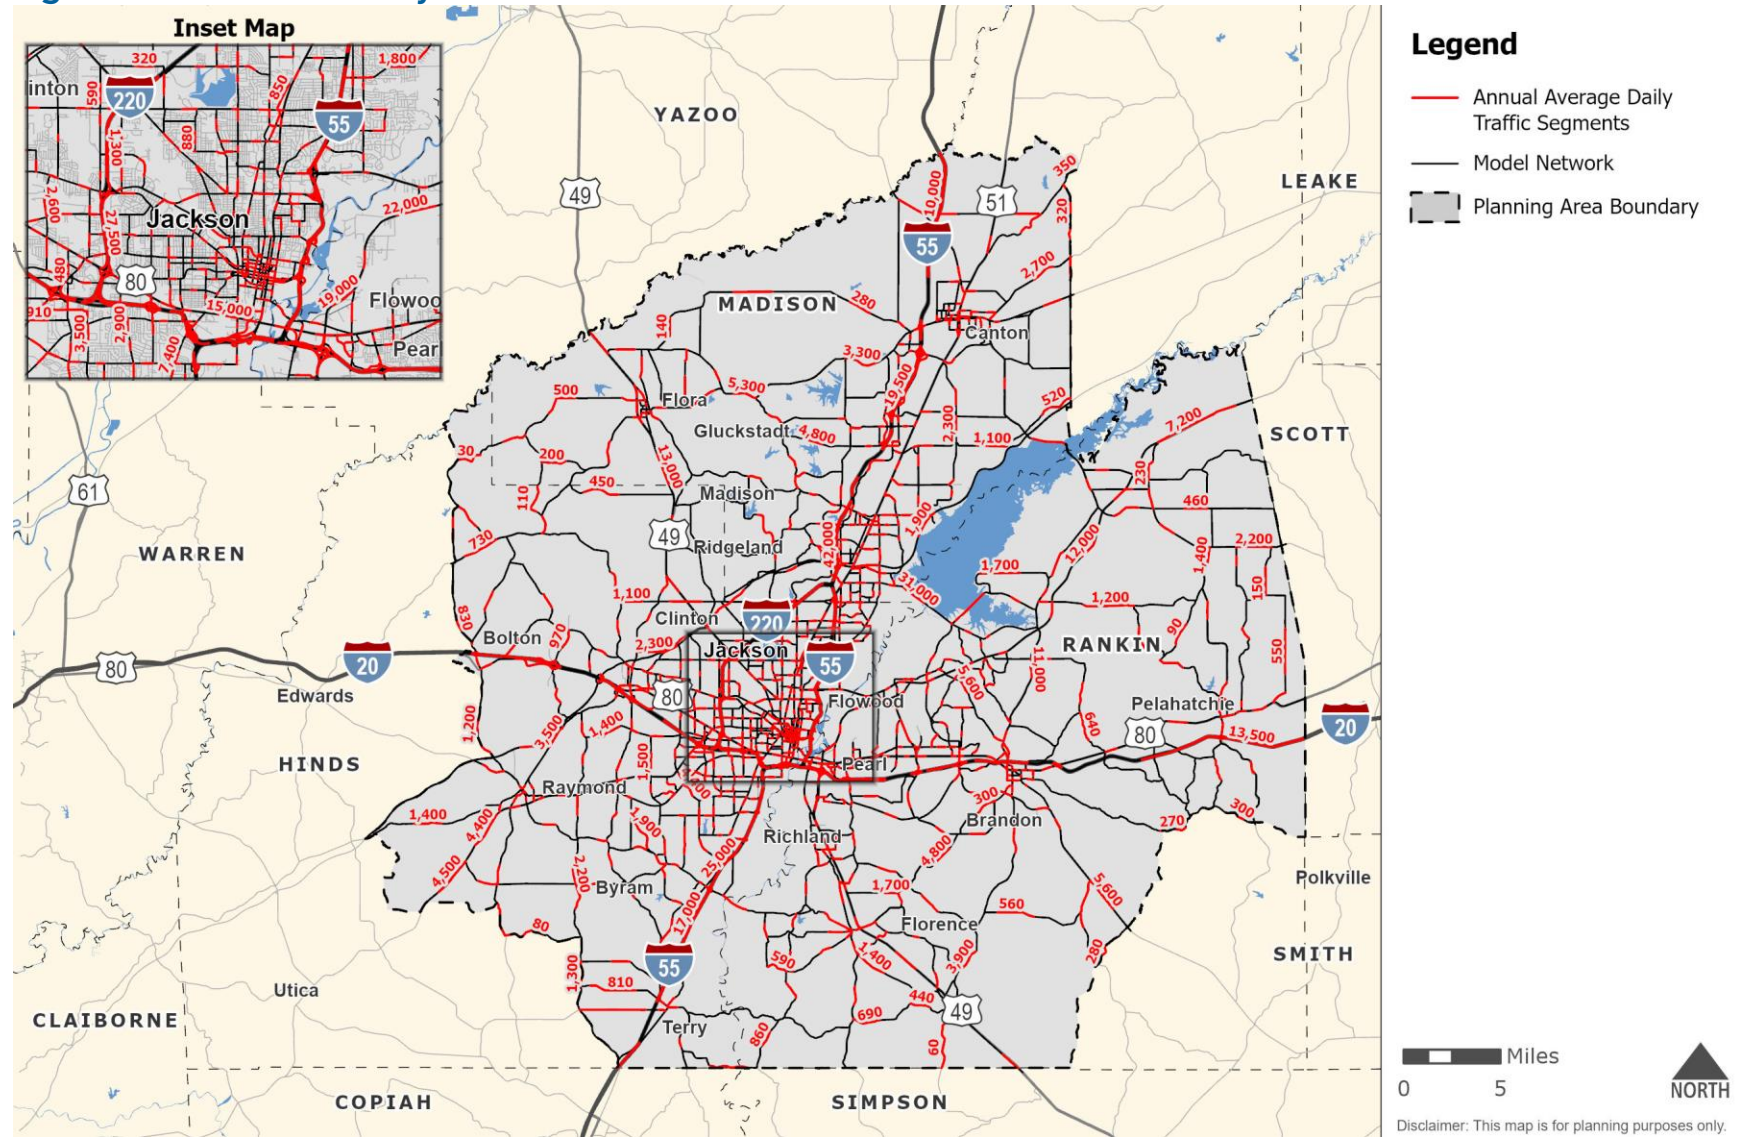 Inset Map
320
1,800
inton
590
220
850
55
1,300
880
2,600
Jackson
22,000
27,500
480
80
19,000
15,000
Flowoo
910
3,500
2,900
7,400
Pear
Legend
Annual Average Daily
Traffic Segments
Model Network
Planning Area Boundary
YAZOO
LEAKE
49
51
350
10,000
320
55
2,700
MADISON
280
140
Canton
3,300
5,300
19,500
500
Flora
520
Gluckstadt
4,800
2,300
1,100
7,200
SCOTT
30
200
13,000
230
450
110
Madison
460
61
1,900
730
49
Ridgeland
42,000
12,000
2,200
1,400
WARREN
1,700
31,000
150
1,100
1,200
830
Clinton
220
90
Bolton
970
2,300
Jackson
55
RANKIN
550
80
20
Edwards
80
11,000
5,600
Flowood
Pelahatchie
1,200
3,500
1,400
640
80
20
13,500
HINDS
1,500
Pearl
Raymond
300
300
1,400
4,400
1,900
Richland
Brandon
270
25,000
4,800
4,500
2,200
Byram
1,700
5,600
Polkville
17,000
560
80
Florence
280
SMITH
55
590
1,400
3,900
1,300
810
440
Utica
49
690
CLAIBORNE
Terry
860
60
COPIAH
SIMPSON
Miles
0 5
NORTH
Disclaimer: This map is for planning purposes only.